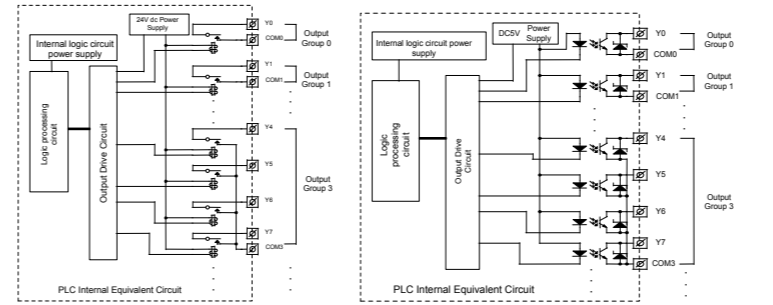 24V dc Power
Supply
Internal logic circuit
power supply
Logic processing
circuit
Output Drive Circuit
Y0
COM0
Output
Group 0
Y1
COM1
Output
Group 1
Y4
Y5
Y6
Y7
COM3
Output
Group 3
PLC Internal Equivalent Circuit
DC5V
Power
Supply
Internal logic circuit power
supply
Logic
processing
circuit
Output Drive
Circuit
Y0
COM0
Output
Group 0
Y1
COM1
Output
Group 1
Y4
Y5
Y6
Y7
COM3
Output
Group 3
PLC Internal Equivalent Circuit